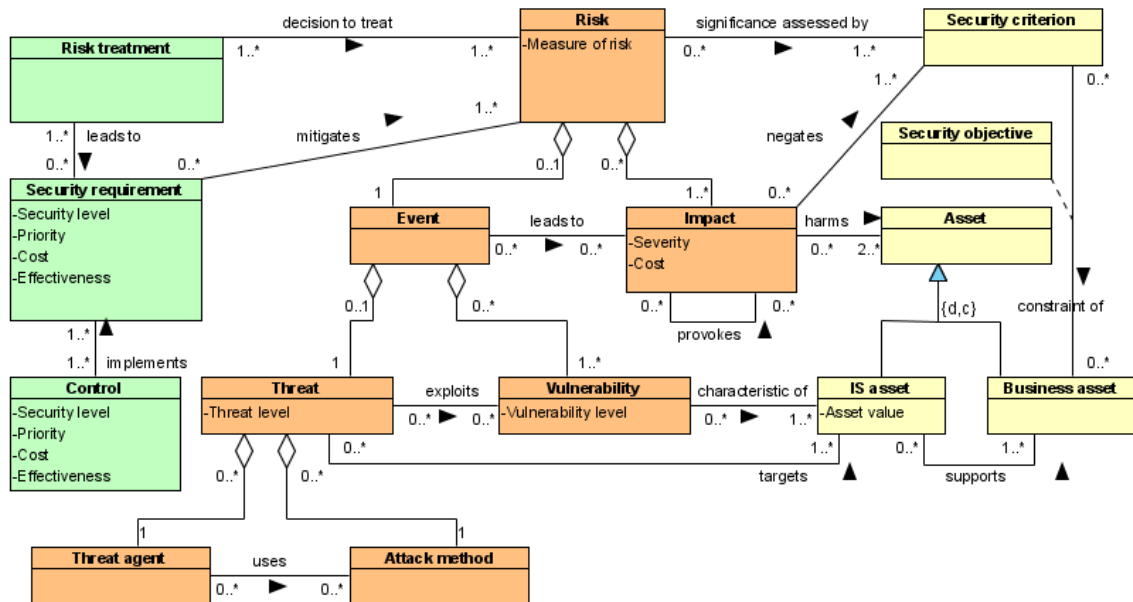 decision to treat
Risk
significance assessed by
Security criterion
Risk treatment
-Measure of risk
1..*
1..*
0..*
1..*
1..*
1..*
0..*
leads to
mitigates
negates
Security objective
0..*
0..*
0..1
0..*
Security requirement
-Security level
-Priority
-Cost
-Effectiveness
1
1..*
0..*
Event
leads to
Impact
harms
Asset
0..*
0..*
-Severity
-Cost
0..*
2..*
0..1
0..*
0..*
0..*
{d,c}
constraint of
provokes
1..*
1..*
implements
1
1..*
0..*
Control
-Security level
-Priority
-Cost
-Effectiveness
Threat
-Threat level
exploits
Vulnerability
-Vulnerability level
characteristic of
IS asset
-Asset value
Business asset
0..*
0..*
0..*
1..*
0..*
0..*
0..*
1..*
0..*
1..*
targets
supports
1
1
Threat agent
uses
Attack method
0..*
0..*